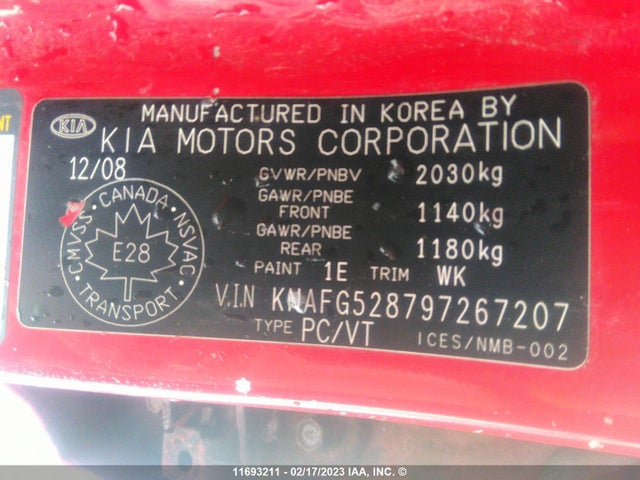 NT
KIA
MANUFACTURED IN KOREA BY
KIA MOTORS CORPORATION
12/08
GVWR/PNBV 2030kg
GAWR/PNBE FRONT 1140kg
GAWR/PNBE REAR 1180kg
CANADA
CMVSS NSVAC
E28
TRANSPORT
PAINT 1E TRIM WK
V.I.N KNAFG528797267207
TYPE PC/VT
ICES/NMB-002
11693211 - 02/17/2023 IAA, INC. ©